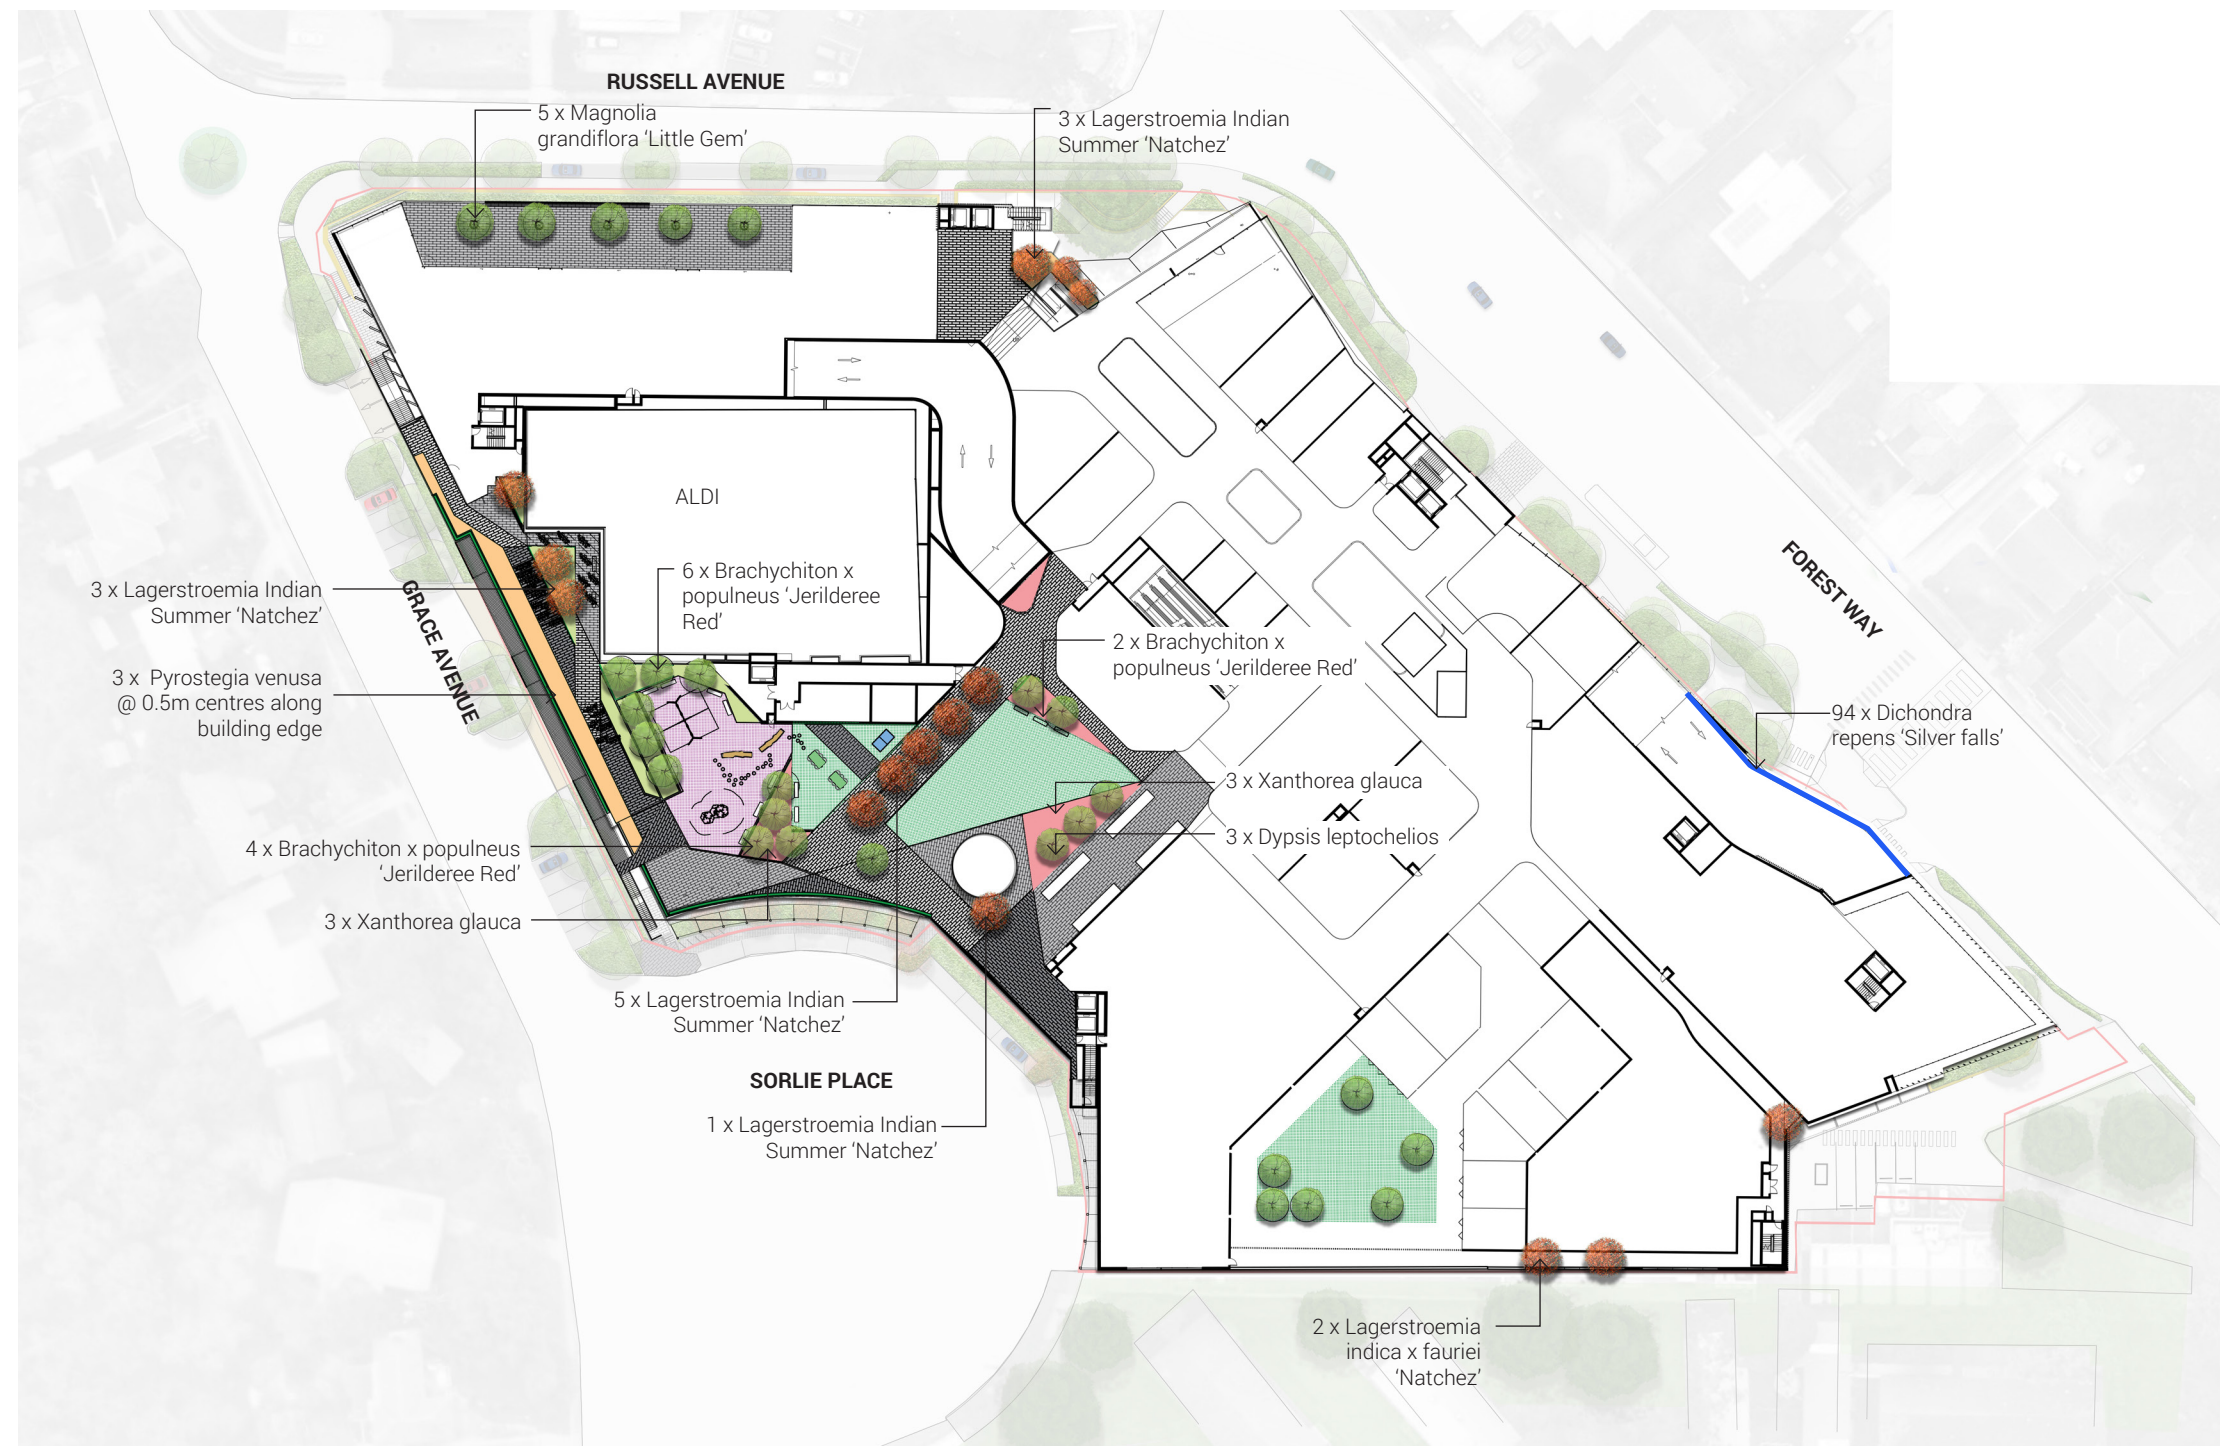 RUSSELL AVENUE
5 x Magnolia
grandiflora ‘Little Gem’
3 x Lagerstroemia Indian
Summer ‘Natchez’
ALDI
6 x Brachychiton x
populneus ‘Jerilderee
Red’
FOREST WAY
GRACE AVENUE
3 x Lagerstroemia Indian
Summer ‘Natchez’
2 x Brachychiton x
populneus ‘Jerilderee Red’
3 x  Pyrostegia venusa
@ 0.5m centres along
building edge
94 x Dichondra
repens ‘Silver falls’
3 x Xanthorea glauca
3 x Dypsis leptochelios
4 x Brachychiton x populneus
‘Jerilderee Red’
3 x Xanthorea glauca
5 x Lagerstroemia Indian
Summer ‘Natchez’
SORLIE PLACE
1 x Lagerstroemia Indian
Summer ‘Natchez’
2 x Lagerstroemia
indica x fauriei
‘Natchez’